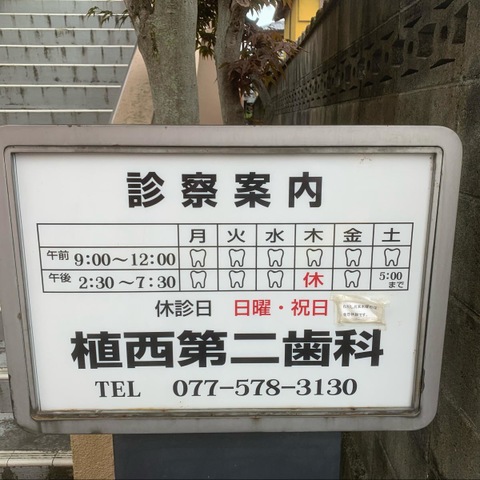 診察案内
月 火 水 木 金 土
午前 9:00～12:00
午後 2:30～7:30 休 5:00まで
休診日 日曜・祝日
植西第二歯科
TEL 077-578-3130